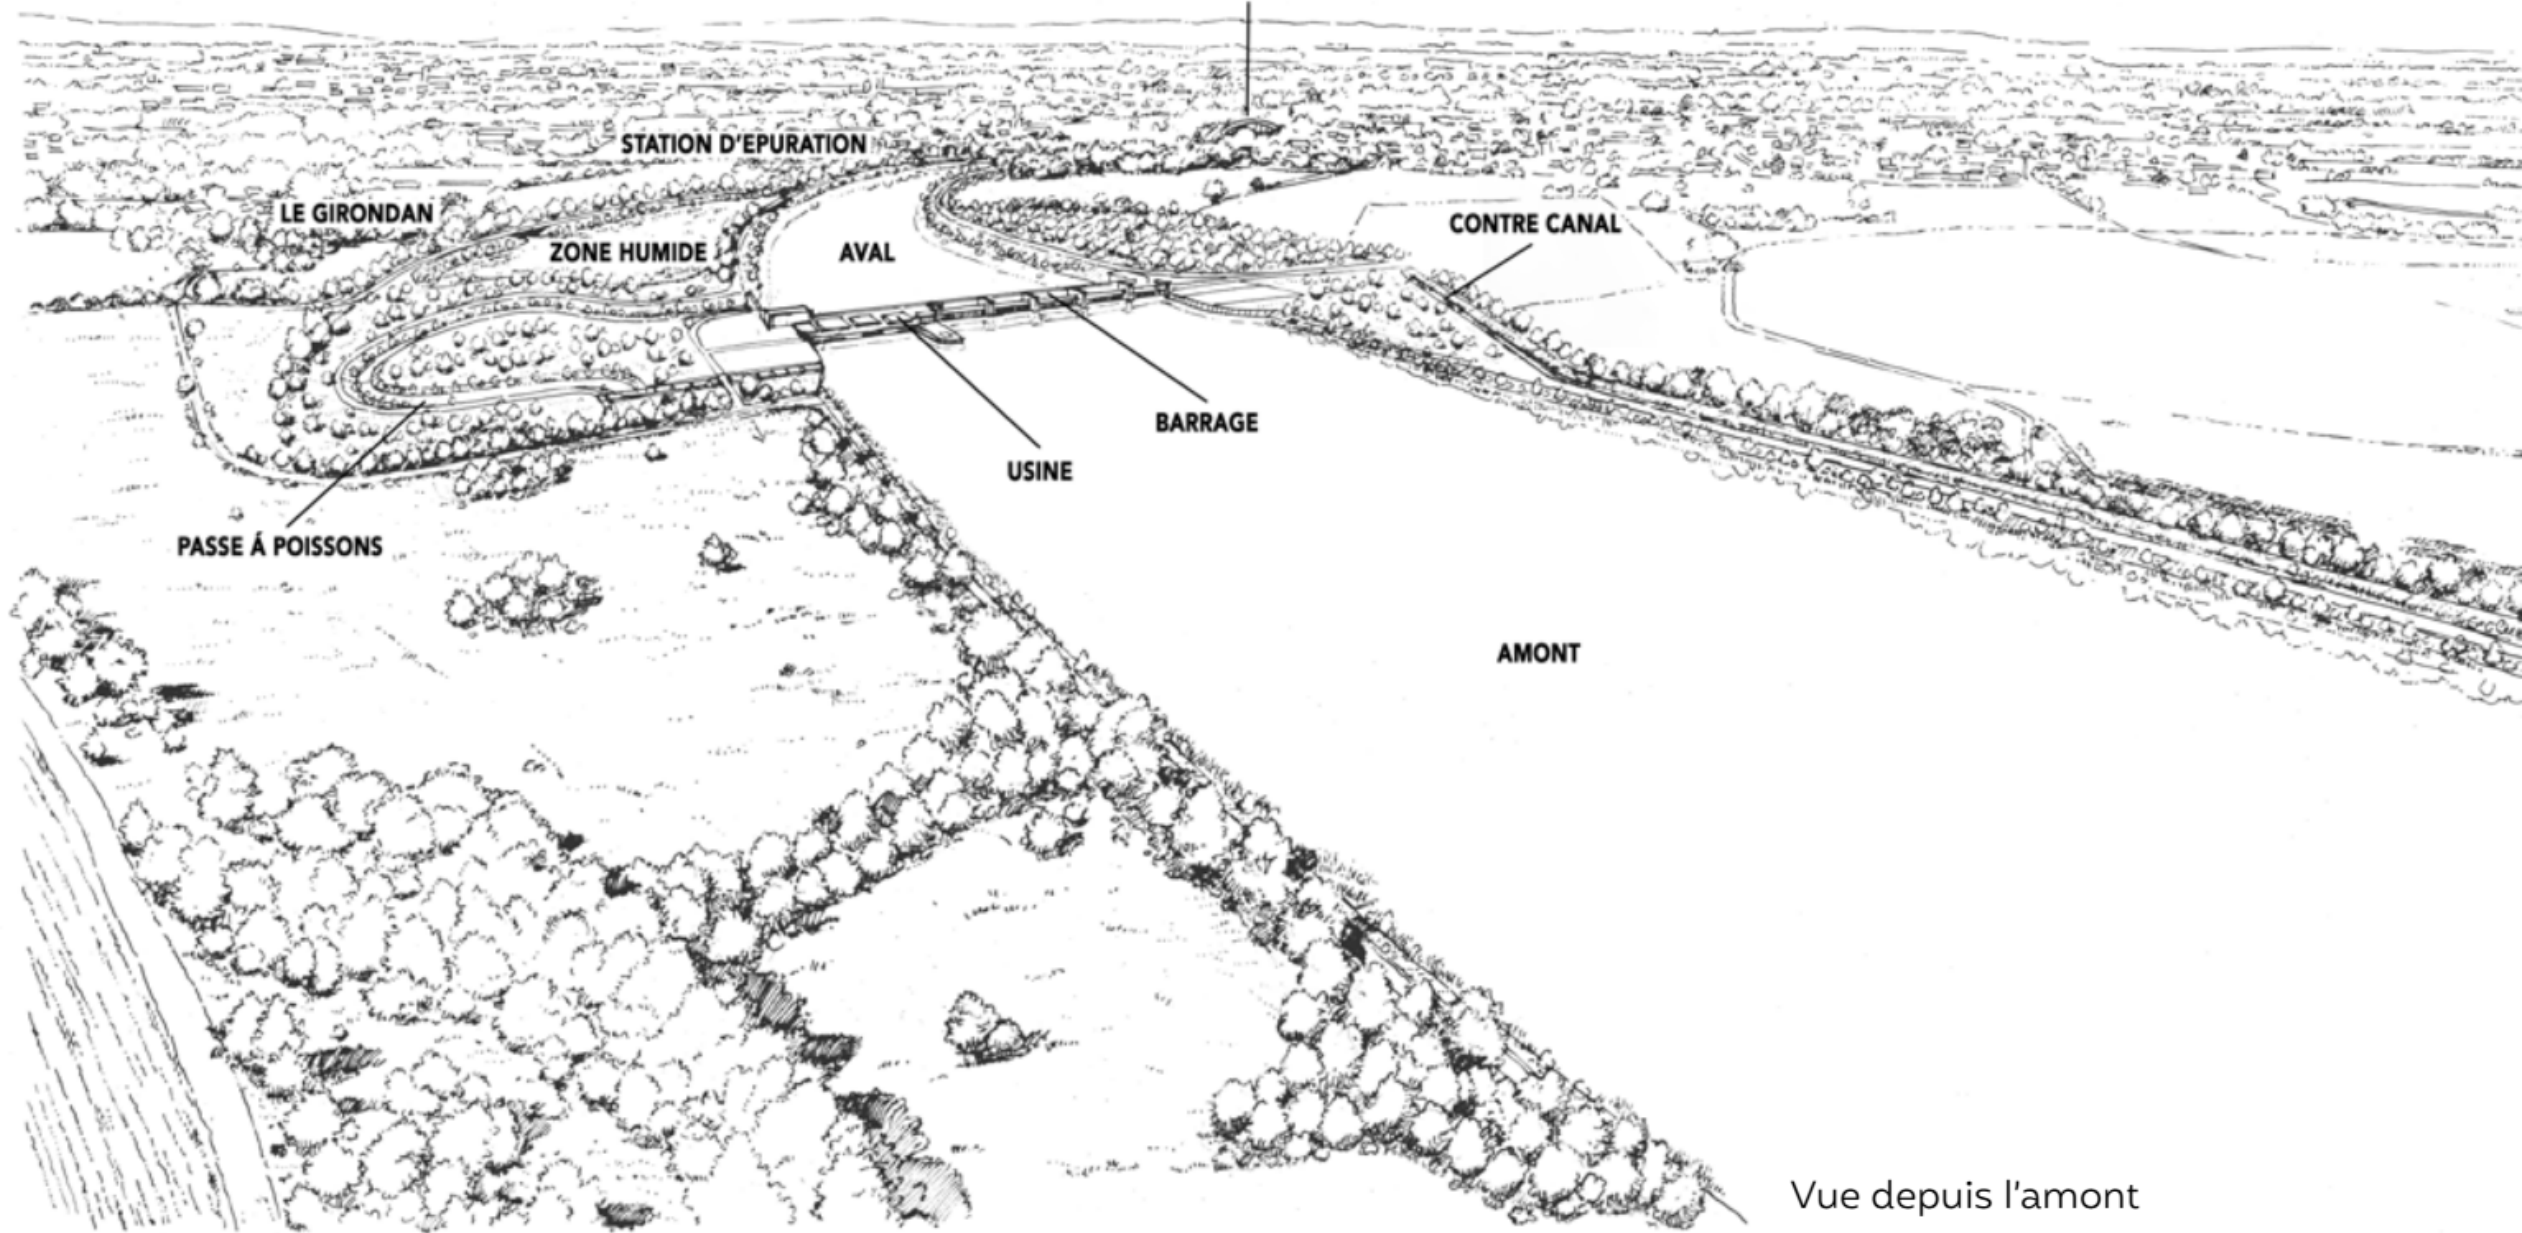 STATION D'EPURATION
LE GIRONDAN
ZONE HUMIDE
AVAL
CONTRE CANAL
BARRAGE
USINE
PASSE Á POISSONS
AMONT
Vue depuis l'amont